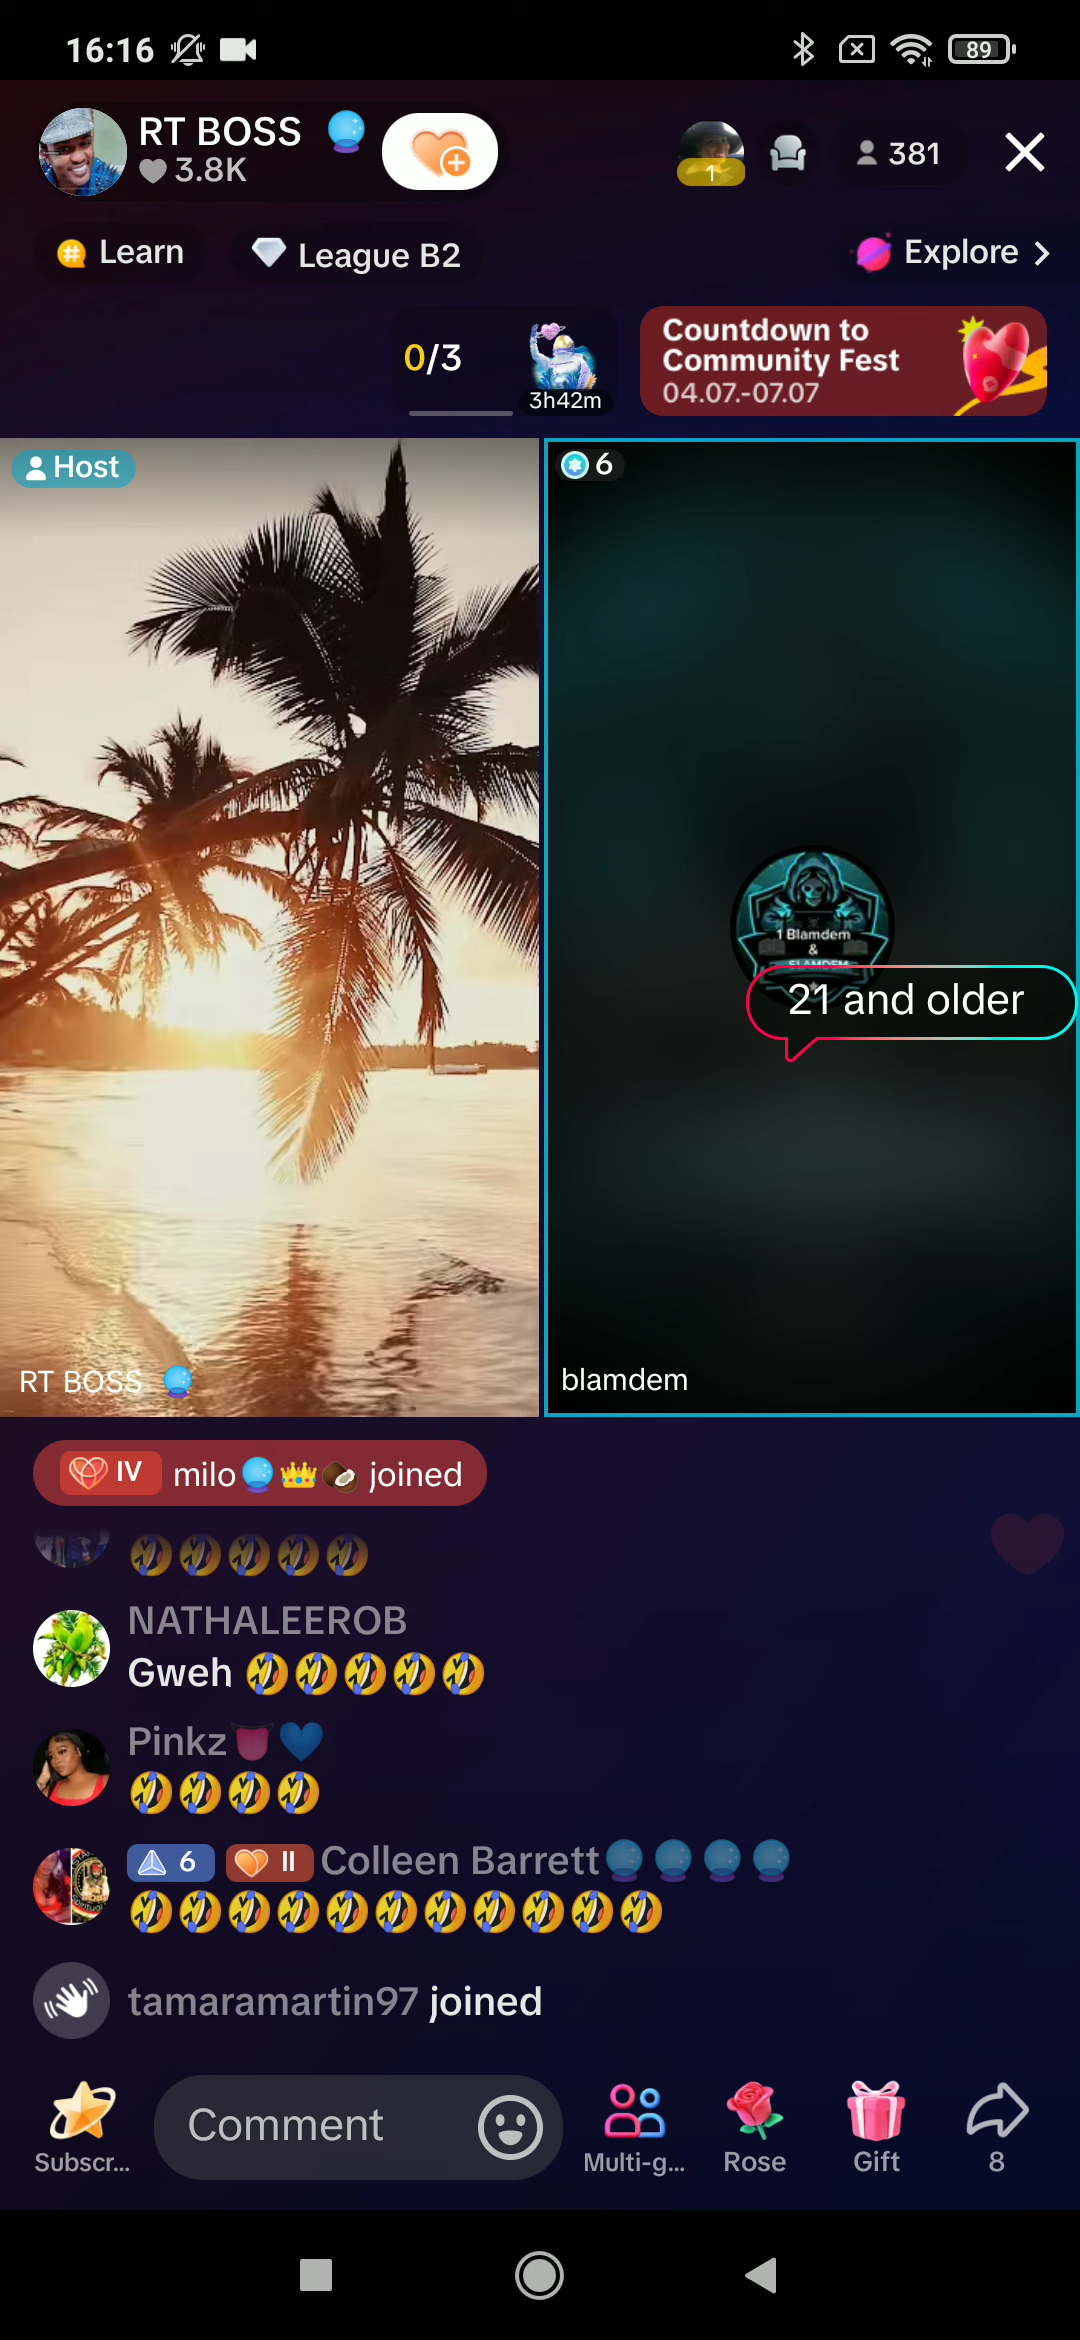 16:16
89
RT BOSS
3.8K
1
381
Learn
League B2
Explore
0/3
3h42m
Countdown to
Community Fest
04.07.-07.07
Host
6
1 Blamdem
&
SLAMDEM
21 and older
RT BOSS
blamdem
IV milo joined
NATHALEEROB
Gweh
Pinkz
6 II Colleen Barrett
tamaramartin97 joined
Subscr...
Comment
Multi-g...
Rose
Gift
8